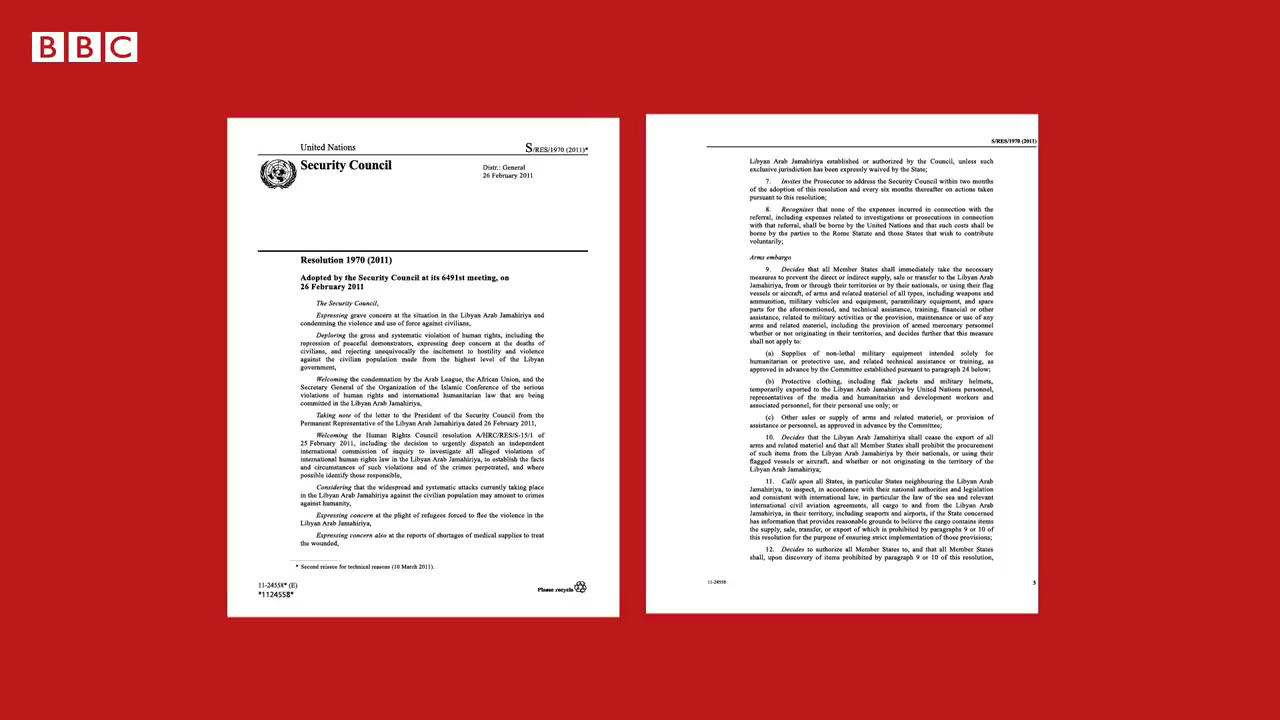 BBC
United Nations
S/RES/1970 (2011)*
Security Council
Distr.: General
26 February 2011
Resolution 1970 (2011)
Adopted by the Security Council at its 6491st meeting, on
26 February 2011
The Security Council,
Expressing grave concern at the situation in the Libyan Arab Jamahiriya and
condemning the violence and use of force against civilians,
Deploring the gross and systematic violation of human rights, including the
repression of peaceful demonstrators, expressing deep concern at the deaths of
civilians, and rejecting unequivocally the incitement to hostility and violence
against the civilian population made from the highest level of the Libyan
government,
Welcoming the condemnation by the Arab League, the African Union, and the
Secretary General of the Organization of the Islamic Conference of the serious
violations of human rights and international humanitarian law that are being
committed in the Libyan Arab Jamahiriya,
Taking note of the letter to the President of the Security Council from the
Permanent Representative of the Libyan Arab Jamahiriya dated 26 February 2011,
Welcoming the Human Rights Council resolution A/HRC/RES/S-15/1 of
25 February 2011, including the decision to urgently dispatch an independent
international commission of inquiry to investigate all alleged violations of
international human rights law in the Libyan Arab Jamahiriya, to establish the facts
and circumstances of such violations and of the crimes perpetrated, and where
possible identify those responsible,
Considering that the widespread and systematic attacks currently taking place
in the Libyan Arab Jamahiriya against the civilian population may amount to crimes
against humanity,
Expressing concern at the plight of refugees forced to flee the violence in the
Libyan Arab Jamahiriya,
Expressing concern also at the reports of shortages of medical supplies to treat
the wounded,
* Second reissue for technical reasons (10 March 2011).
11-24558* (E)
*1124558*
Please recycle
S/RES/1970 (2011)
Libyan Arab Jamahiriya established or authorized by the Council, unless such
exclusive jurisdiction has been expressly waived by the State;
7. Invites the Prosecutor to address the Security Council within two months
of the adoption of this resolution and every six months thereafter on actions taken
pursuant to this resolution;
8. Recognizes that none of the expenses incurred in connection with the
referral, including expenses related to investigations or prosecutions in connection
with that referral, shall be borne by the United Nations and that such costs shall be
borne by the parties to the Rome Statute and those States that wish to contribute
voluntarily;
Arms embargo
9. Decides that all Member States shall immediately take the necessary
measures to prevent the direct or indirect supply, sale or transfer to the Libyan Arab
Jamahiriya, from or through their territories or by their nationals, or using their flag
vessels or aircraft, of arms and related materiel of all types, including weapons and
ammunition, military vehicles and equipment, paramilitary equipment, and spare
parts for the aforementioned, and technical assistance, training, financial or other
assistance, related to military activities or the provision, maintenance or use of any
arms and related materiel, including the provision of armed mercenary personnel
whether or not originating in their territories, and decides further that this measure
shall not apply to:
(a) Supplies of non-lethal military equipment intended solely for
humanitarian or protective use, and related technical assistance or training, as
approved in advance by the Committee established pursuant to paragraph 24 below;
(b) Protective clothing, including flak jackets and military helmets,
temporarily exported to the Libyan Arab Jamahiriya by United Nations personnel,
representatives of the media and humanitarian and development workers and
associated personnel, for their personal use only; or
(c) Other sales or supply of arms and related materiel, or provision of
assistance or personnel, as approved in advance by the Committee;
10. Decides that the Libyan Arab Jamahiriya shall cease the export of all
arms and related materiel and that all Member States shall prohibit the procurement
of such items from the Libyan Arab Jamahiriya by their nationals, or using their
flagged vessels or aircraft, and whether or not originating in the territory of the
Libyan Arab Jamahiriya;
11. Calls upon all States, in particular States neighbouring the Libyan Arab
Jamahiriya, to inspect, in accordance with their national authorities and legislation
and consistent with international law, in particular the law of the sea and relevant
international civil aviation agreements, all cargo to and from the Libyan Arab
Jamahiriya, in their territory, including seaports and airports, if the State concerned
has information that provides reasonable grounds to believe the cargo contains items
the supply, sale, transfer, or export of which is prohibited by paragraphs 9 or 10 of
this resolution for the purpose of ensuring strict implementation of those provisions;
12. Decides to authorize all Member States to, and that all Member States
shall, upon discovery of items prohibited by paragraph 9 or 10 of this resolution,
11-24558
3